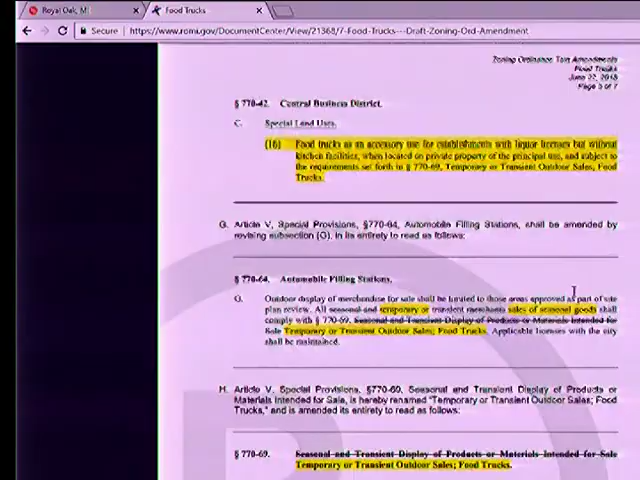 Royal Oak, MI
Food Trucks
Secure
https://www.romi.gov/DocumentCenter/View/21368/7-Food-Trucks---Draft-Zoning-Ord-Amendment
Zoning Ordinance Text Amendments
Food Trucks
June 22, 2018
Page 5 of 7
§ 770-42. Central Business District.
C. Special Land Uses.
(16) Food trucks as an accessory use for establishments with liquor licenses but without
kitchen facilities, when located on private property of the principal use, and subject to
the requirements set forth in § 770-69, Temporary or Transient Outdoor Sales, Food
Trucks.
G. Article V, Special Provisions, §770-64, Automobile Filling Stations, shall be amended by
revising subsection (G), in its entirety to read as follows:
§ 770-64. Automobile Filling Stations.
G. Outdoor display of merchandise for sale shall be limited to those areas approved as part of site
plan review. All seasonal and temporary or transient merchants sales of seasonal goods shall
comply with § 770-69, Seasonal and Transient Display of Products or Materials Intended for
Sale Temporary or Transient Outdoor Sales; Food Trucks. Applicable licenses with the city
shall be maintained.
H. Article V, Special Provisions, §770-69, Seasonal and Transient Display of Products or
Materials Intended for Sale, is hereby renamed "Temporary or Transient Outdoor Sales; Food
Trucks," and is amended its entirety to read as follows:
§ 770-69. Seasonal and Transient Display of Products or Materials Intended for Sale
Temporary or Transient Outdoor Sales; Food Trucks.